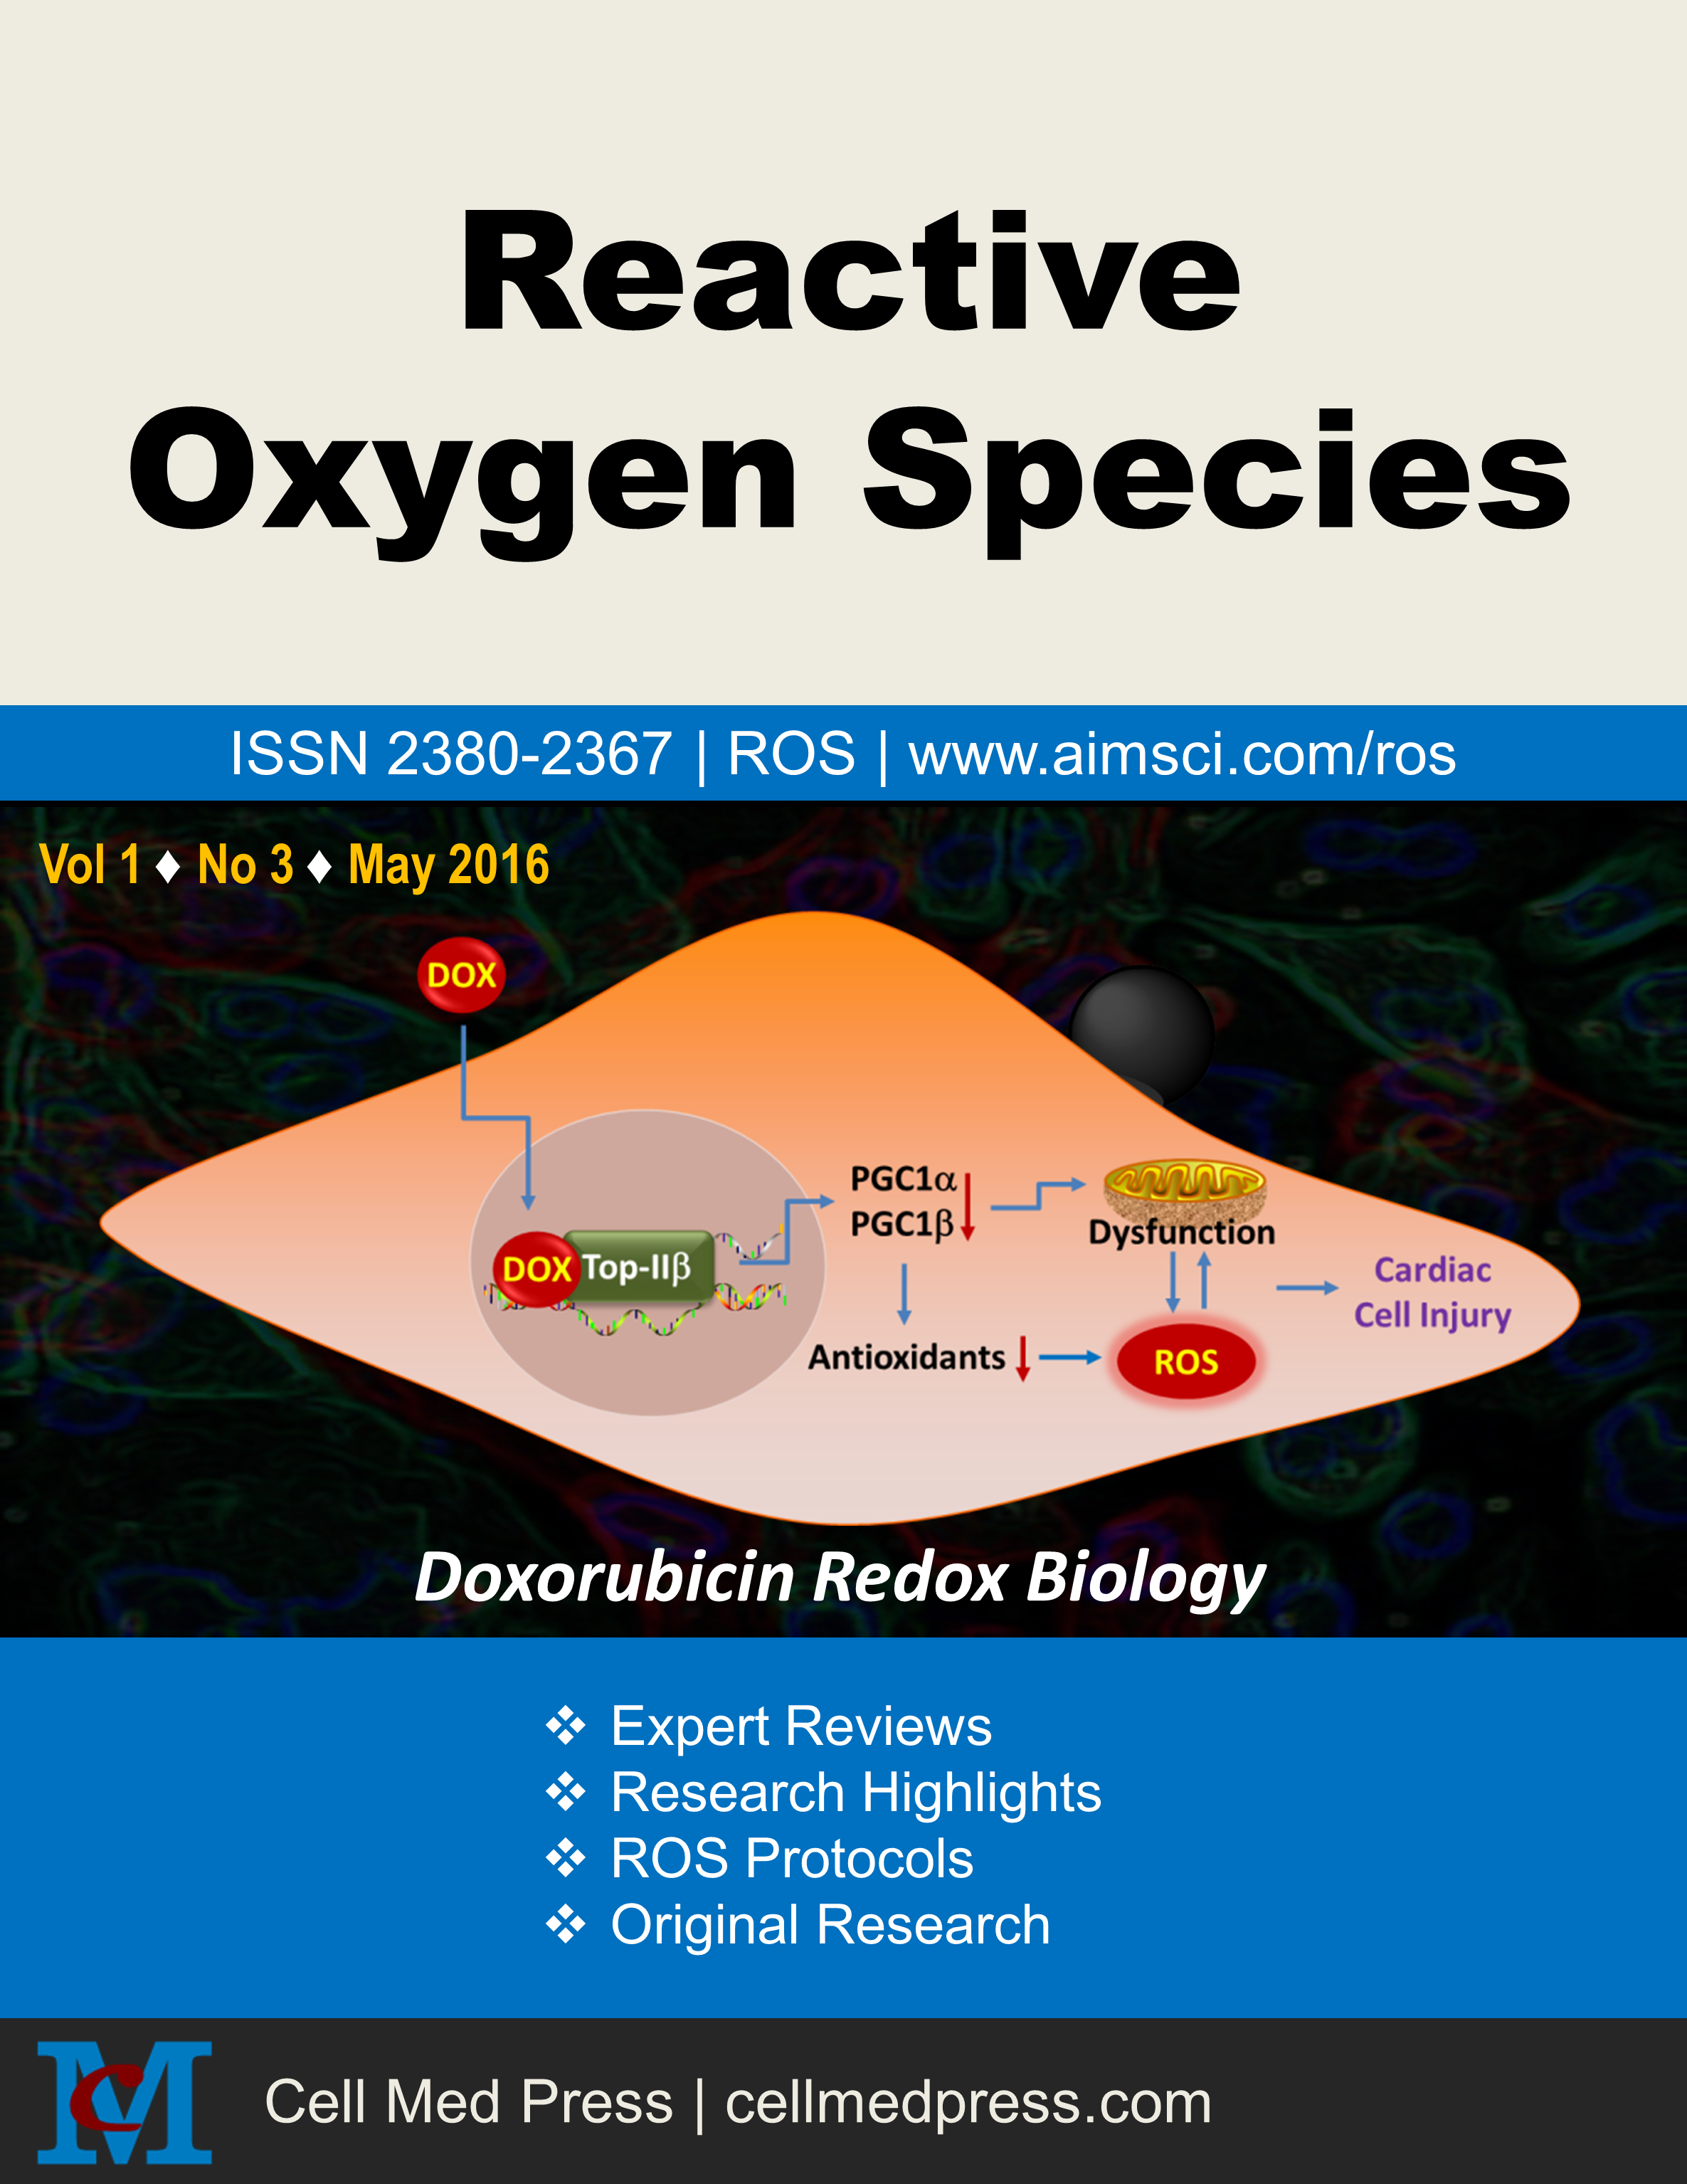 Reactive
Oxygen Species
ISSN 2380-2367 | ROS | www.aimsci.com/ros
Vol 1 ♦ No 3 ♦ May 2016
DOX
DOX Top-IIβ
PGC1α
PGC1β
Dysfunction
Antioxidants
ROS
Cardiac
Cell Injury
Doxorubicin Redox Biology
❖ Expert Reviews
❖ Research Highlights
❖ ROS Protocols
❖ Original Research
MC
Cell Med Press | cellmedpress.com